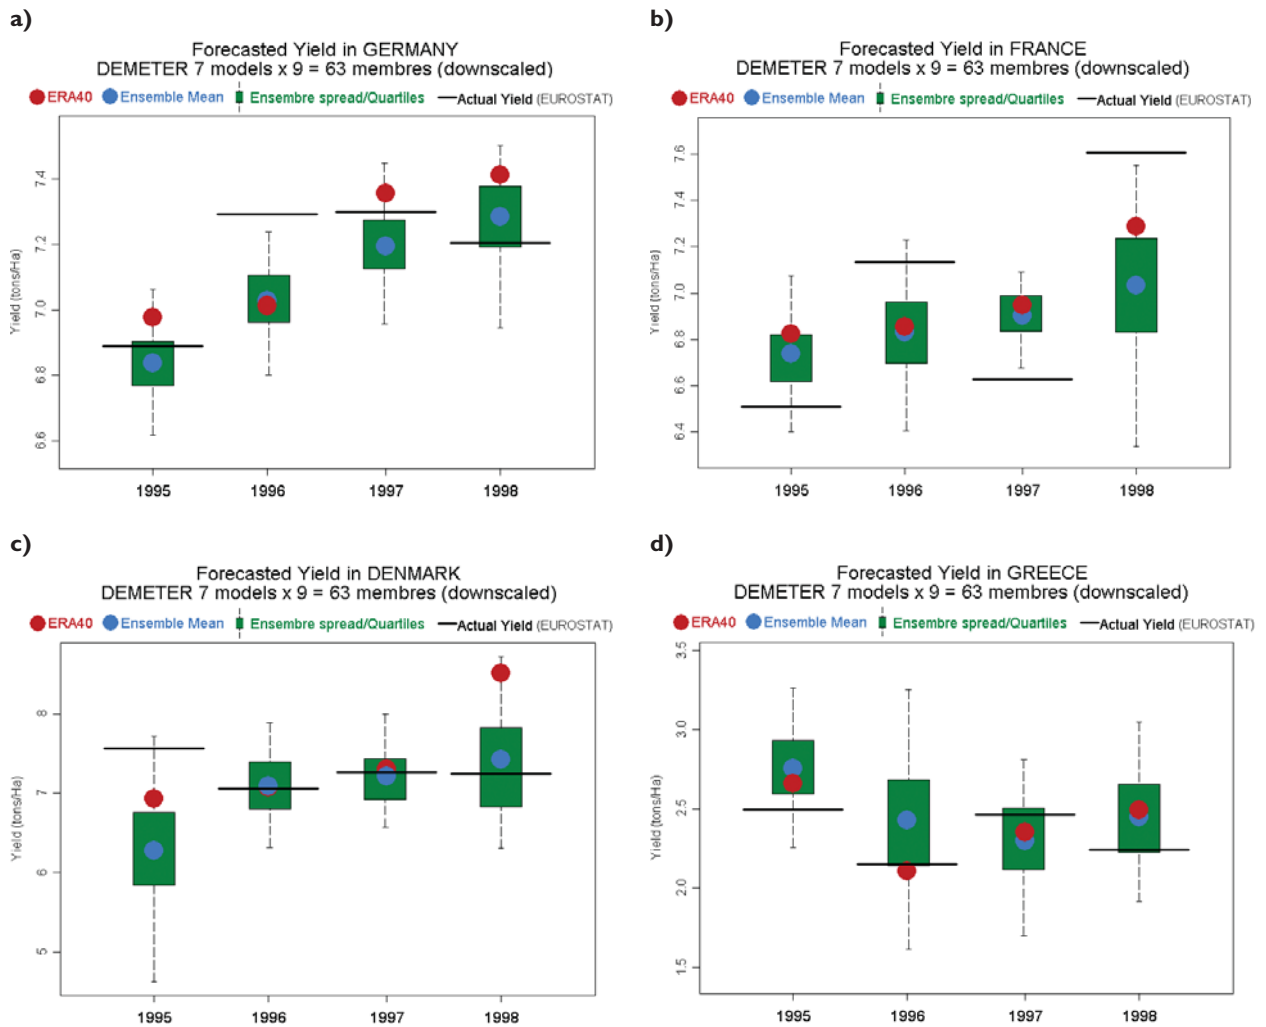 a)
Forecasted Yield in GERMANY
DEMETER 7 models x 9 = 63 membres (downscaled)
ERA40 Ensemble Mean Ensembre spread/Quartiles Actual Yield (EUROSTAT)
Yield (tons/Ha)
7.4
7.2
7.0
6.8
6.6
1995 1996 1997 1998
b)
Forecasted Yield in FRANCE
DEMETER 7 models x 9 = 63 membres (downscaled)
ERA40 Ensemble Mean Ensembre spread/Quartiles Actual Yield (EUROSTAT)
Yield (tons/Ha)
7.6
7.4
7.2
7.0
6.8
6.6
6.4
1995 1996 1997 1998
c)
Forecasted Yield in DENMARK
DEMETER 7 models x 9 = 63 membres (downscaled)
ERA40 Ensemble Mean Ensembre spread/Quartiles Actual Yield (EUROSTAT)
Yield (tons/Ha)
8
7
6
5
1995 1996 1997 1998
d)
Forecasted Yield in GREECE
DEMETER 7 models x 9 = 63 membres (downscaled)
ERA40 Ensemble Mean Ensembre spread/Quartiles Actual Yield (EUROSTAT)
Yield (tons/Ha)
3.5
3.0
2.5
2.0
1.5
1995 1996 1997 1998